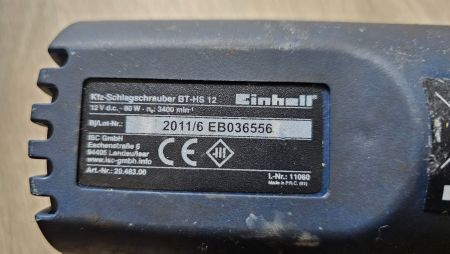 Kfz-Schlagschrauber BT-HS 12
Einhell
12 V d.c. - 80 W - n₀: 3400 min⁻¹
Bj/Lot-Nr.:
2011/6 EB036556
ISC GmbH
Eschenstraße 6
94405 Landau/Isar
www.isc-gmbh.info
CE
Art.-Nr.: 20.483.00
I.-Nr.: 11060
Made in P.R.C. (01)